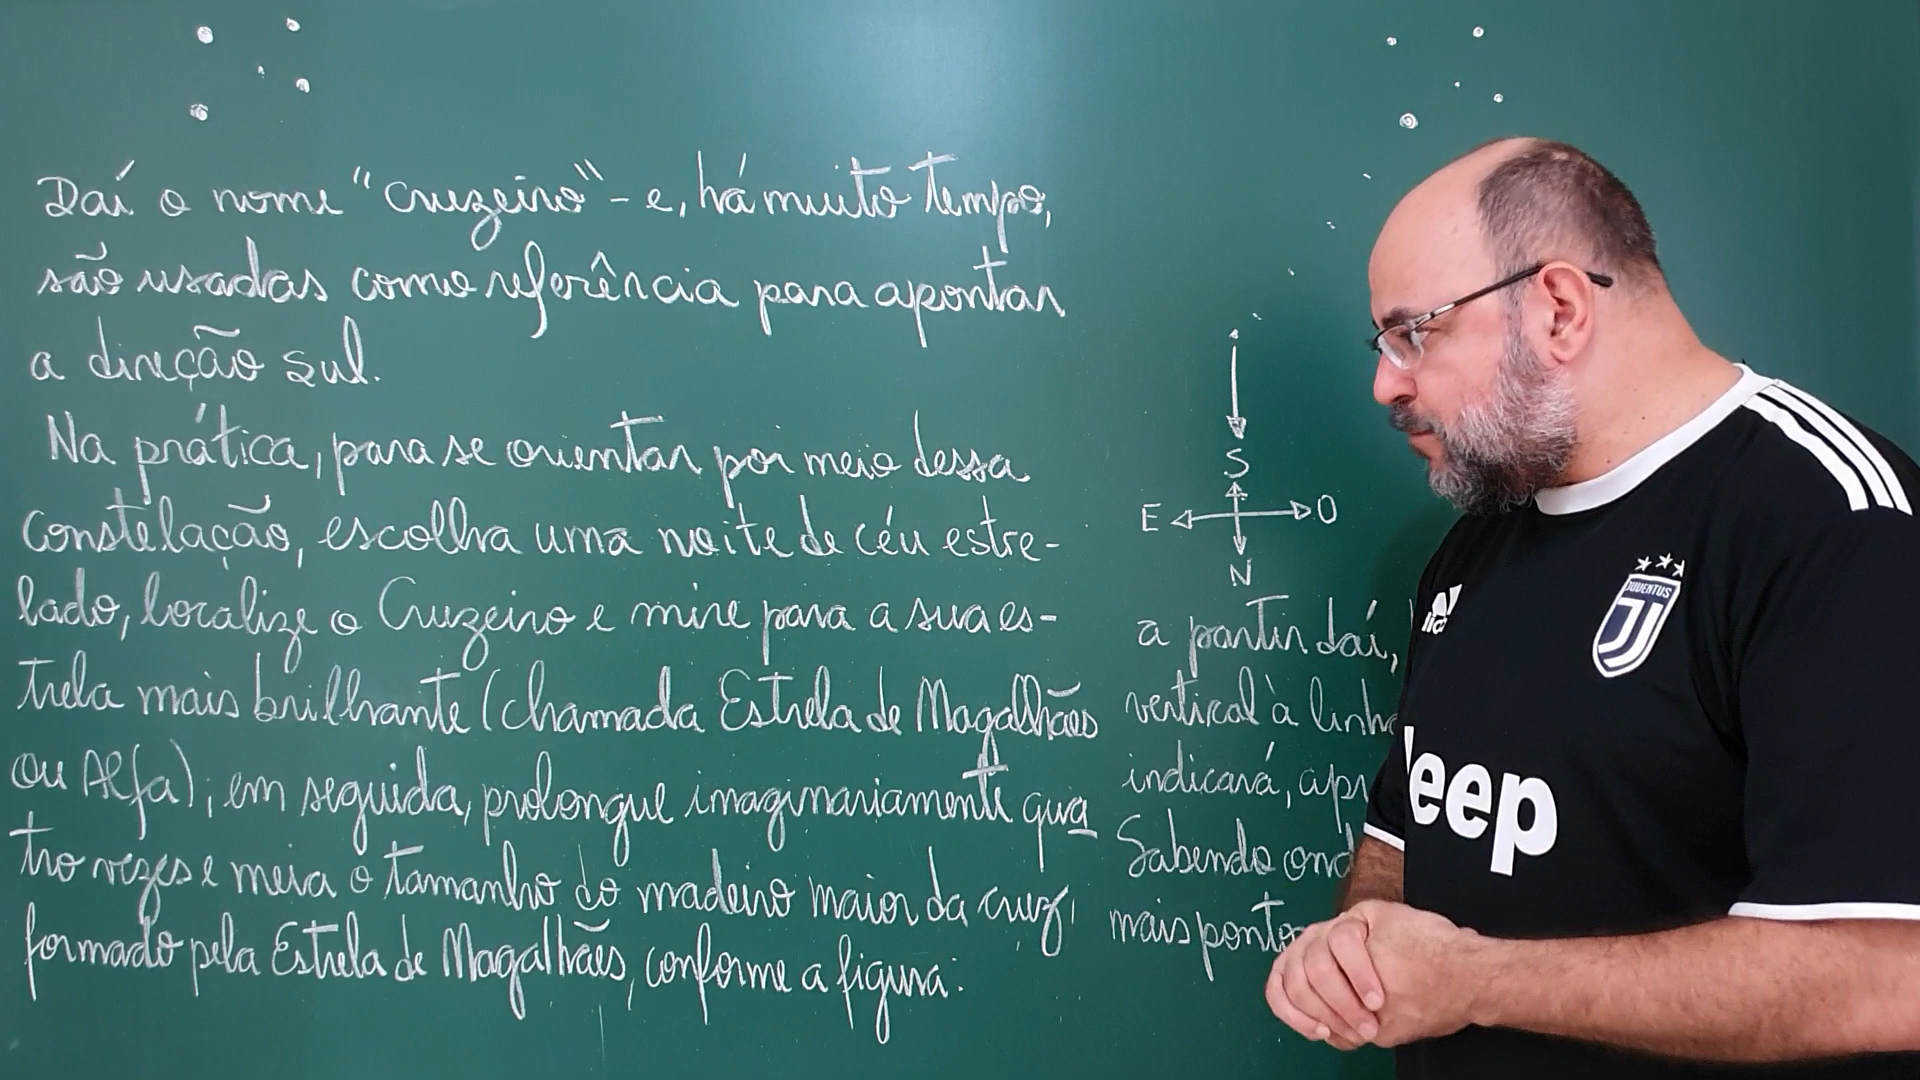 Daí o nome "cruzeiro" - e, há muito tempo,
são usadas como referência para apontar
a direção sul.
Na prática, para se orientar por meio dessa
constelação, escolha uma noite de céu estre-
lado, localize o Cruzeiro e mire para a sua es-
trela mais brilhante (chamada Estrela de Magalhães
ou Alfa); em seguida, prolongue imaginariamente qua
tro vezes e meia o tamanho do madeiro maior da cruz,
formado pela Estrela de Magalhães, conforme a figura:
S
E O
N
a partir daí,
vertical à linha
indicará, apr
Sabendo ond
mais ponto
JUVENTUS
Jeep